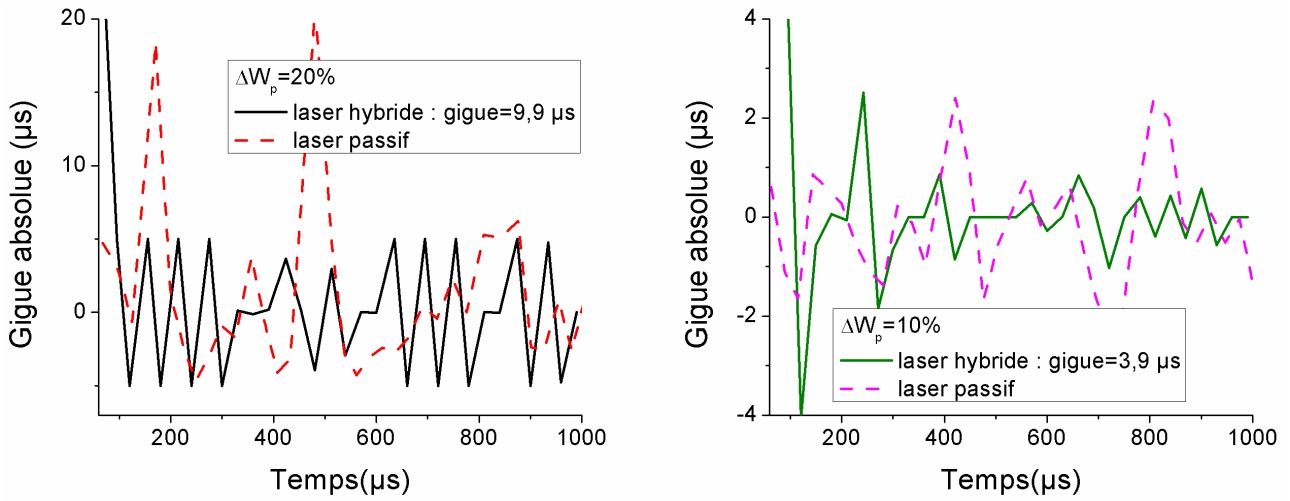 20
10
0
Gigue absolue (µs)
ΔWp=20%
laser hybride : gigue=9,9 µs
laser passif
200
400
600
800
1000
Temps(µs)
4
2
0
-2
-4
Gigue absolue (µs)
ΔWp=10%
laser hybride : gigue=3,9 µs
laser passif
200
400
600
800
1000
Temps(µs)